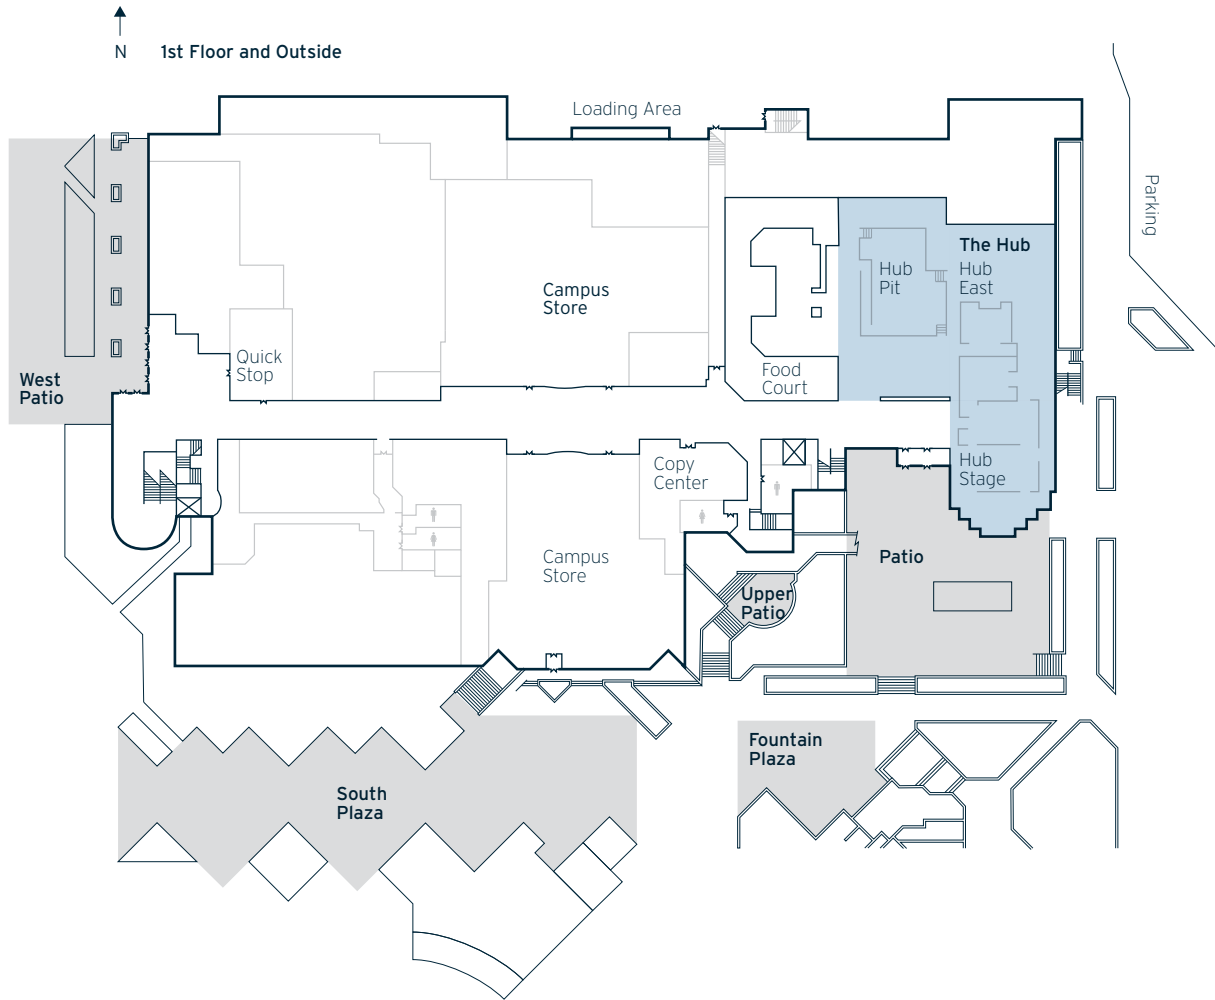 N
1st Floor and Outside
Loading Area
Parking
The Hub
Hub
Pit
Hub
East
Campus
Store
Quick
Stop
Food
Court
West
Patio
Copy
Center
Hub
Stage
Campus
Store
Patio
Upper
Patio
Fountain
Plaza
South
Plaza